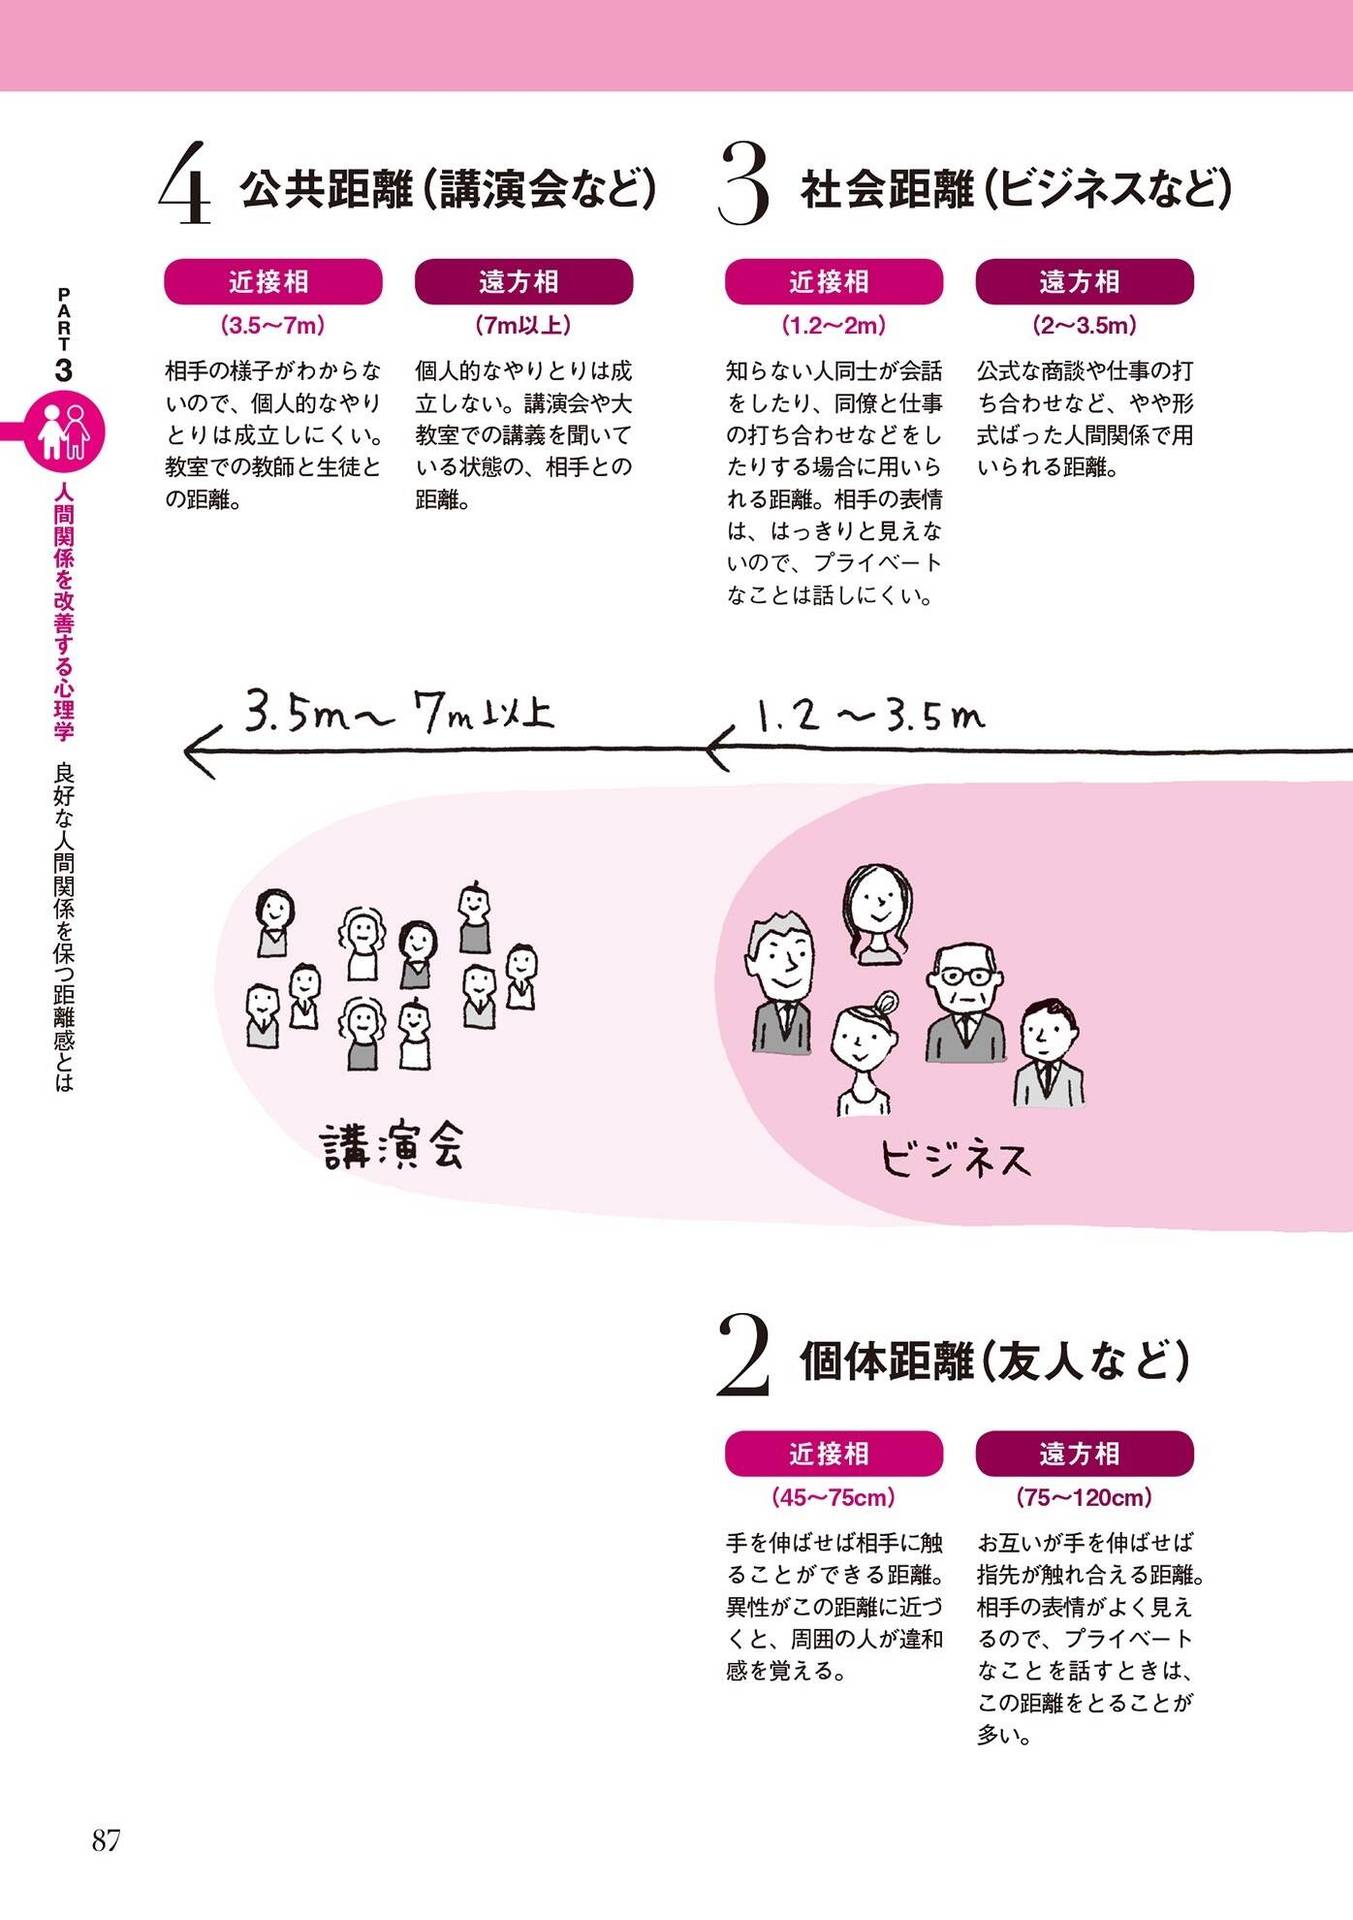 4 公共距離（講演会など）
近接相
（3.5〜7m）
相手の様子がわからな
いので、個人的なやり
とりは成立しにくい。
教室での教師と生徒と
の距離。
遠方相
（7m以上）
個人的なやりとりは成
立しない。講演会や大
教室での講義を聞いて
いる状態の、相手との
距離。
3 社会距離（ビジネスなど）
近接相
（1.2〜2m）
知らない人同士が会話
をしたり、同僚と仕事
の打ち合わせなどをし
たりする場合に用いら
れる距離。相手の表情
は、はっきりと見えな
いので、プライベート
なことは話しにくい。
遠方相
（2〜3.5m）
公式な商談や仕事の打
ち合わせなど、やや形
式ばった人間関係で用
いられる距離。
PART 3
人間関係を改善する心理学 良好な人間関係を保つ距離感とは
3.5m〜7m以上
1.2〜3.5m
講演会
ビジネス
2 個体距離（友人など）
近接相
（45〜75cm）
手を伸ばせば相手に触
ることができる距離。
異性がこの距離に近づ
くと、周囲の人が違和
感を覚える。
遠方相
（75〜120cm）
お互いが手を伸ばせば
指先が触れ合える距離。
相手の表情がよく見え
るので、プライベート
なことを話すときは、
この距離をとることが
多い。
87